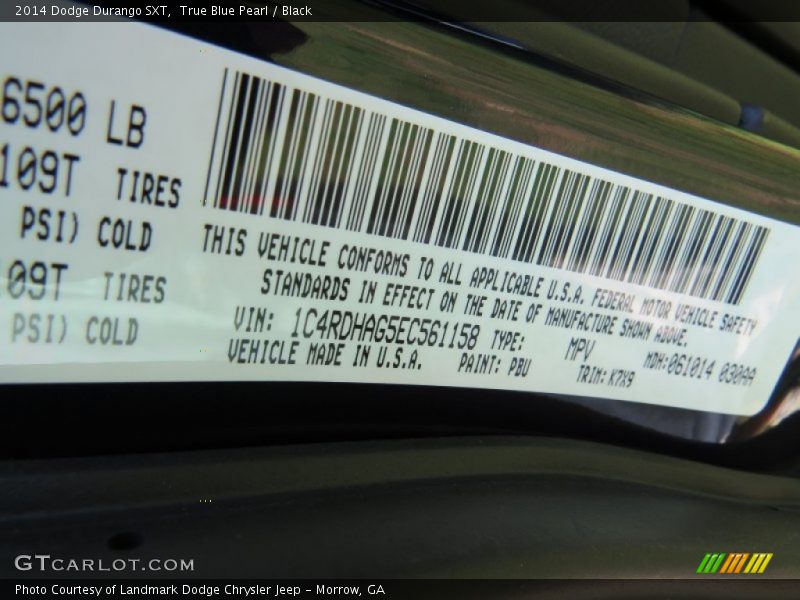 2014 Dodge Durango SXT,  True Blue Pearl / Black
6500 LB
109T TIRES
PSI) COLD
109T TIRES
PSI) COLD
THIS VEHICLE CONFORMS TO ALL APPLICABLE U.S.A. FEDERAL MOTOR VEHICLE SAFETY
STANDARDS IN EFFECT ON THE DATE OF MANUFACTURE SHOWN ABOVE.
VIN: 1C4RDHAG5EC561158 TYPE: MPV MDH:061014 030AA
VEHICLE MADE IN U.S.A. PAINT: PBU TRIM: K7X9
GTCARLOT.COM
Photo Courtesy of Landmark Dodge Chrysler Jeep – Morrow, GA